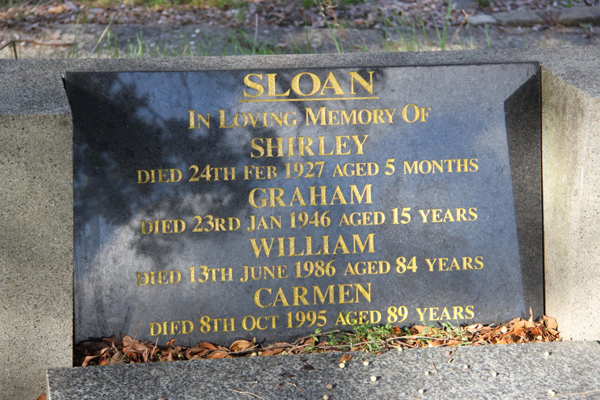 SLOAN
IN LOVING MEMORY OF
SHIRLEY
DIED 24TH FEB 1927 AGED 5 MONTHS
GRAHAM
DIED 23RD JAN 1946 AGED 15 YEARS
WILLIAM
DIED 13TH JUNE 1986 AGED 84 YEARS
CARMEN
DIED 8TH OCT 1995 AGED 89 YEARS